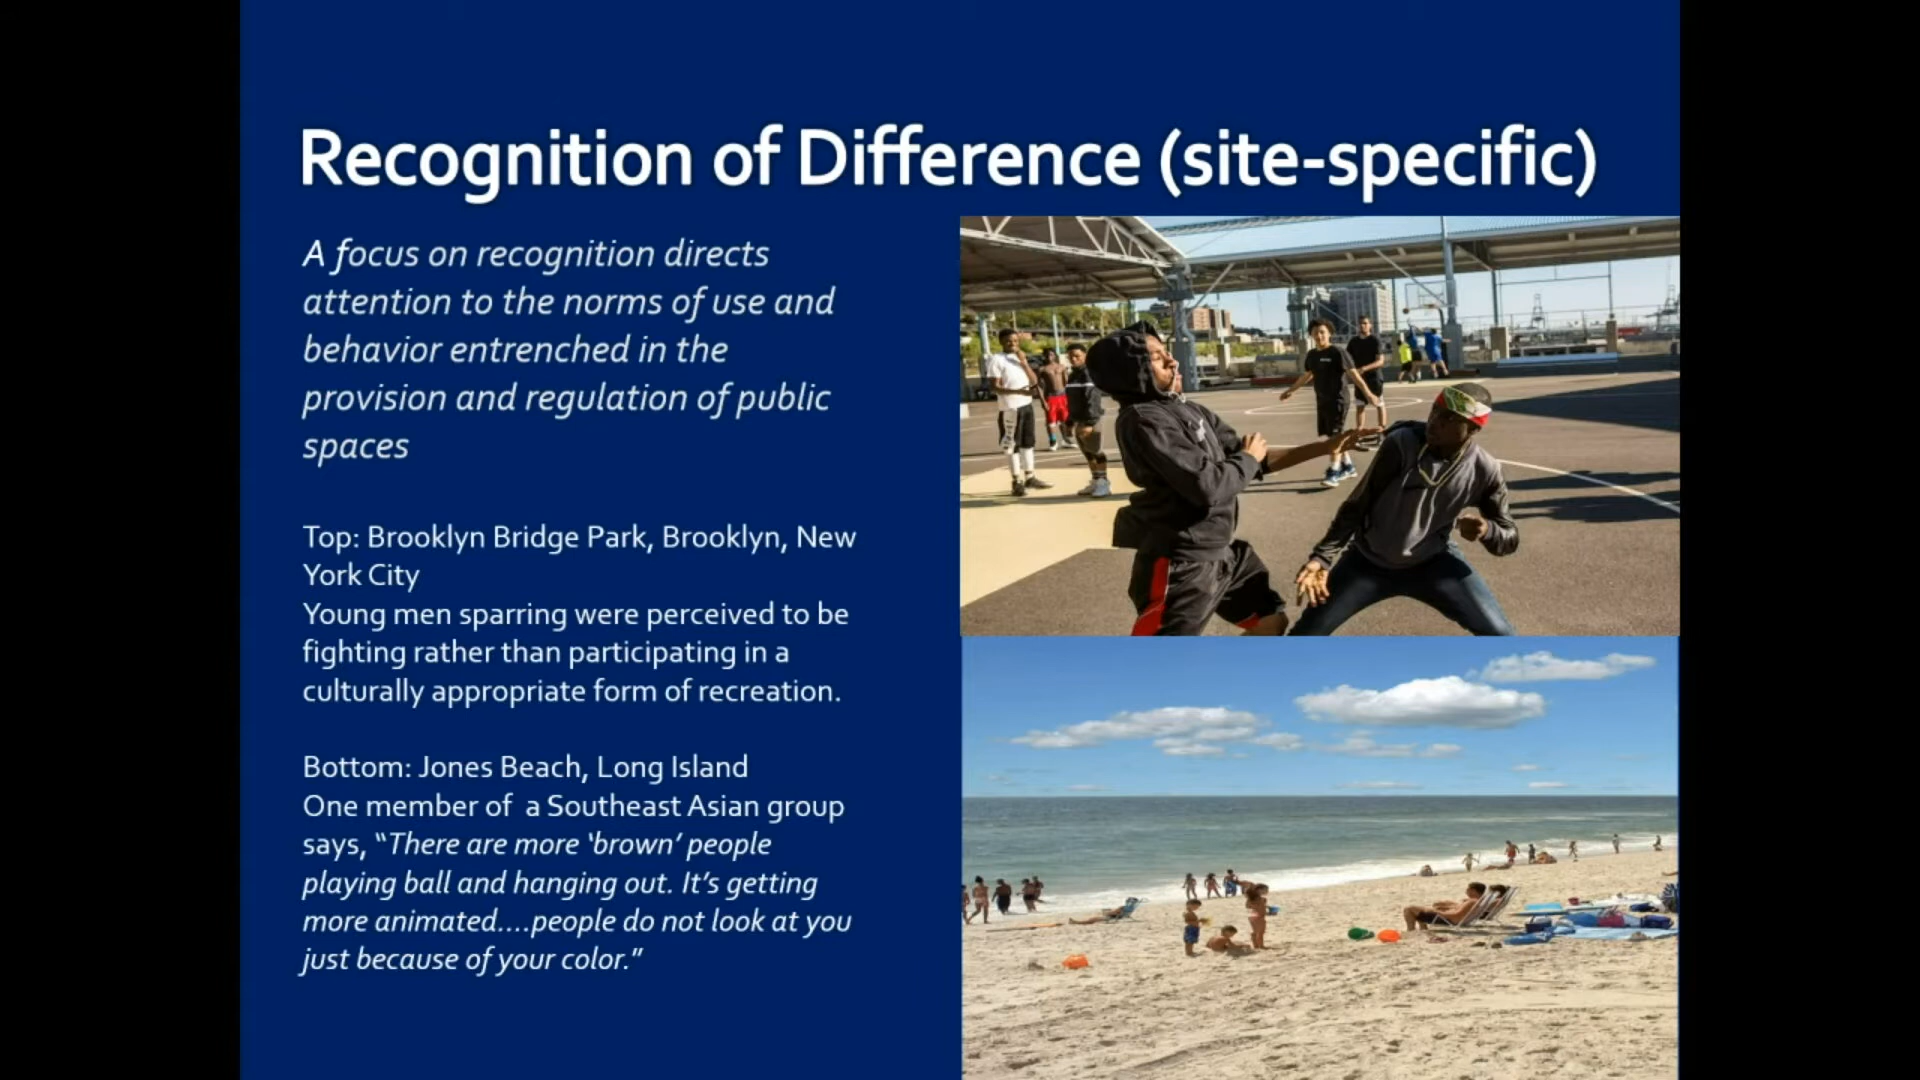 Recognition of Difference (site-specific)
A focus on recognition directs
attention to the norms of use and
behavior entrenched in the
provision and regulation of public
spaces
Top: Brooklyn Bridge Park, Brooklyn, New
York City
Young men sparring were perceived to be
fighting rather than participating in a
culturally appropriate form of recreation.
Bottom: Jones Beach, Long Island
One member of  a Southeast Asian group
says, “There are more ‘brown’ people
playing ball and hanging out. It’s getting
more animated....people do not look at you
just because of your color.”